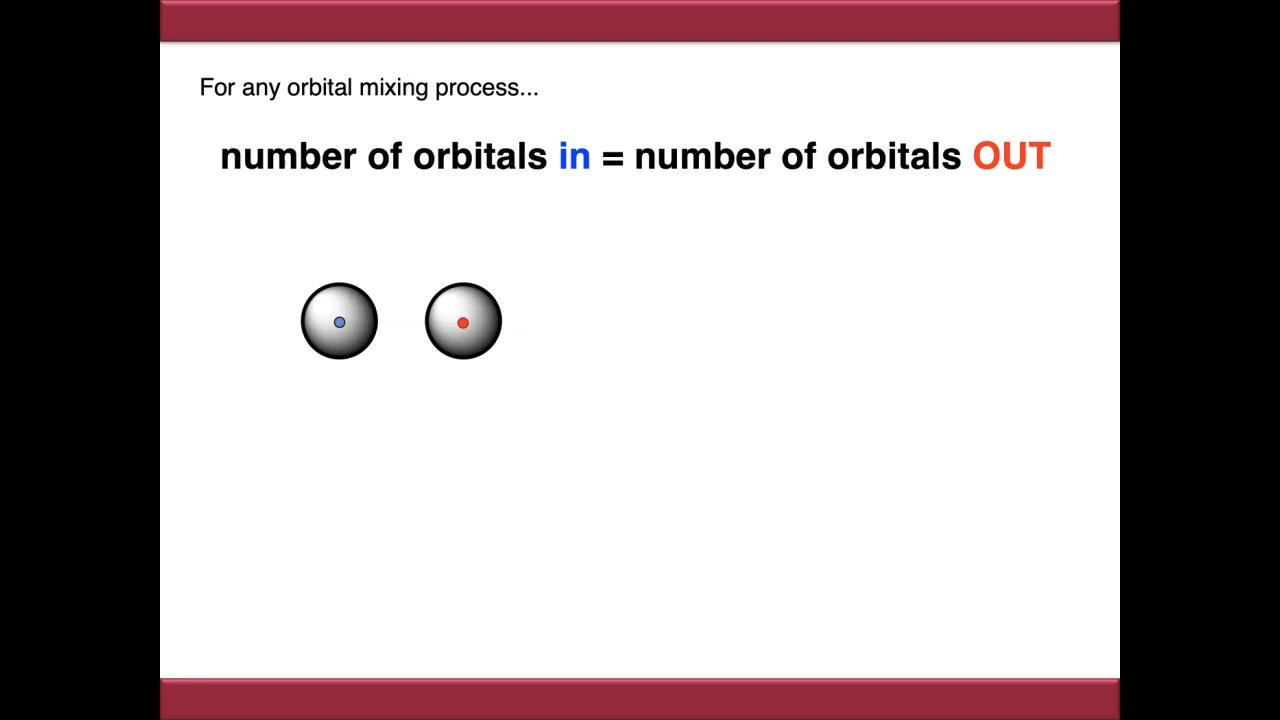 For any orbital mixing process...
number of orbitals in = number of orbitals OUT